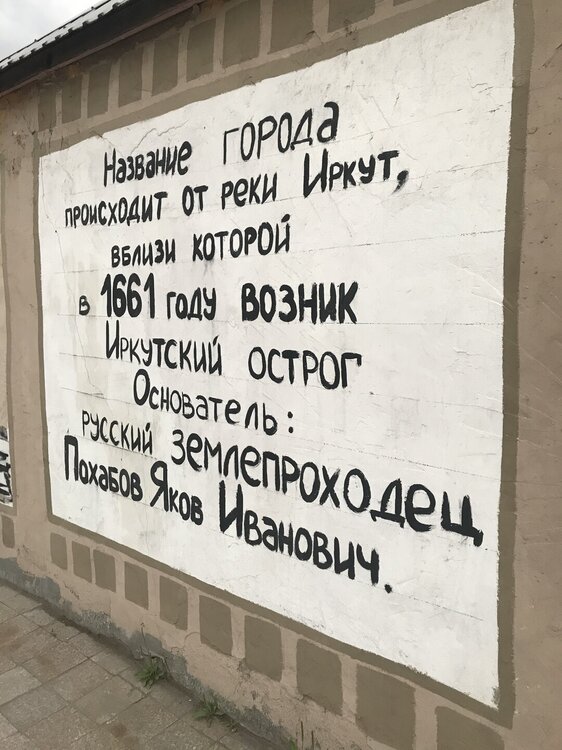 Название города
происходит от реки Иркут,
вблизи которой
в 1661 году возник
Иркутский острог
Основатель:
русский землепроходец
Похабов Яков Иванович.